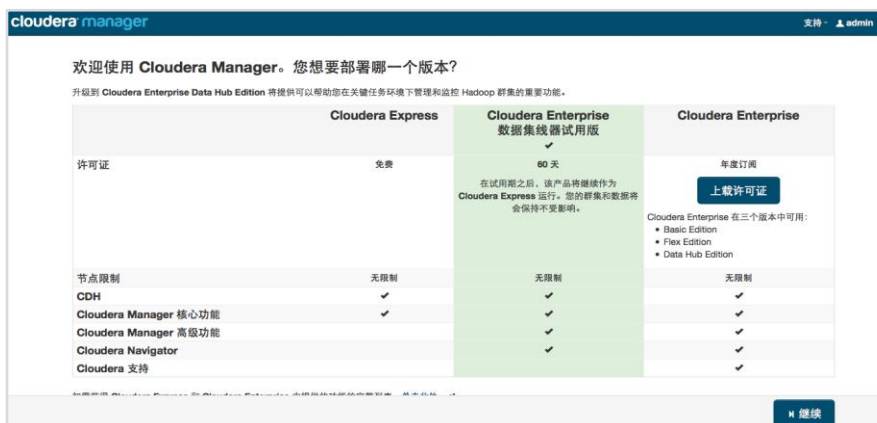 cloudera manager
支持 admin
欢迎使用 Cloudera Manager。您想要部署哪一个版本？
升级到 Cloudera Enterprise Data Hub Edition 将提供可以帮助您在关键任务环境下管理和监控 Hadoop 群集的重要功能。
Cloudera Express Cloudera Enterprise 数据集线器试用版 Cloudera Enterprise
许可证 免费 60 天 年度订阅
在试用期之后，该产品将继续作为
Cloudera Express 运行。您的群集和数据将
会保持不受影响。
上载许可证
Cloudera Enterprise 在三个版本中可用:
• Basic Edition
• Flex Edition
• Data Hub Edition
节点限制 无限制 无限制 无限制
CDH ✔ ✔ ✔
Cloudera Manager 核心功能 ✔ ✔ ✔
Cloudera Manager 高级功能 ✔ ✔
Cloudera Navigator ✔ ✔
Cloudera 支持 ✔
继续